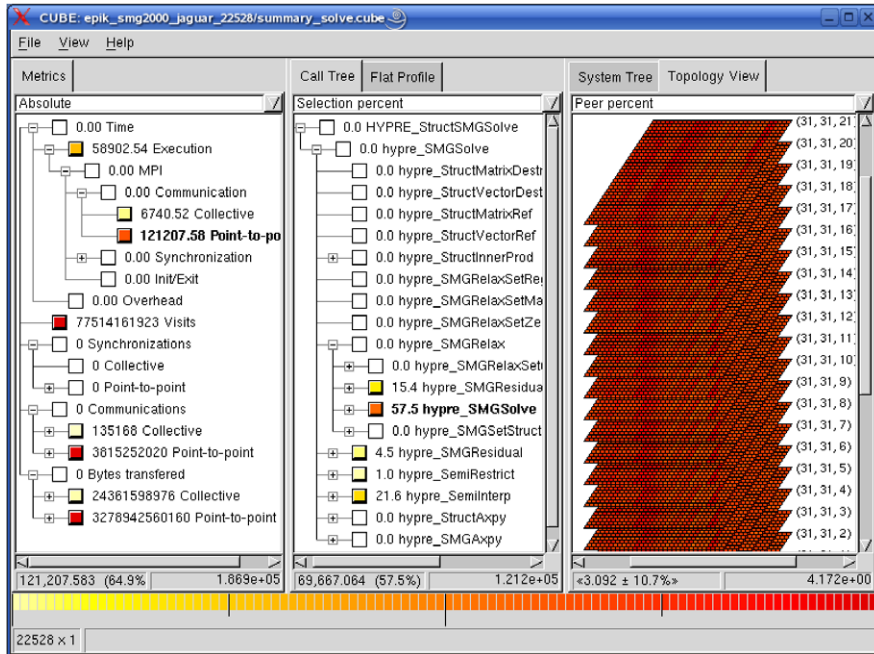 CUBE: epik_smg2000_jaguar_22528/summary_solve.cube
File View Help
Metrics
Absolute
0.00 Time
58902.54 Execution
0.00 MPI
0.00 Communication
6740.52 Collective
121207.58 Point-to-po
0.00 Synchronization
0.00 Init/Exit
0.00 Overhead
77514161923 Visits
0 Synchronizations
0 Collective
0 Point-to-point
0 Communications
135168 Collective
3815252020 Point-to-point
0 Bytes transfered
24361598976 Collective
3278942560160 Point-to-point
121,207.583 (64.9% 1.869e+05
Call Tree Flat Profile
Selection percent
0.0 HYPRE_StructSMGSolve
0.0 hypre_SMGSolve
0.0 hypre_StructMatrixDestr
0.0 hypre_StructVectorDest
0.0 hypre_StructMatrixRef
0.0 hypre_StructVectorRef
0.0 hypre_StructInnerProd
0.0 hypre_SMGRelaxSetRe
0.0 hypre_SMGRelaxSetMa
0.0 hypre_SMGRelaxSetZe
0.0 hypre_SMGRelax
0.0 hypre_SMGRelaxSet
15.4 hypre_SMGResidua
57.5 hypre_SMGSolve
0.0 hypre_SMGSetStruct
4.5 hypre_SMGResidual
1.0 hypre_SemiRestrict
21.6 hypre_SemiInterp
0.0 hypre_StructAxpy
0.0 hypre_SMGAxpy
69,667.064 (57.5%) 1.212e+05
System Tree Topology View
Peer percent
(31, 31, 21)
(31, 31, 20)
(31, 31, 19)
(31, 31, 18)
(31, 31, 17)
(31, 31, 16)
(31, 31, 15)
(31, 31, 14)
(31, 31, 13)
(31, 31, 12)
(31, 31, 11)
(31, 31, 10)
(31, 31, 9)
(31, 31, 8)
(31, 31, 7)
(31, 31, 6)
(31, 31, 5)
(31, 31, 4)
(31, 31, 3)
(31, 31, 2)
«3.092 ± 10.7%» 4.172e+00
22528 x 1